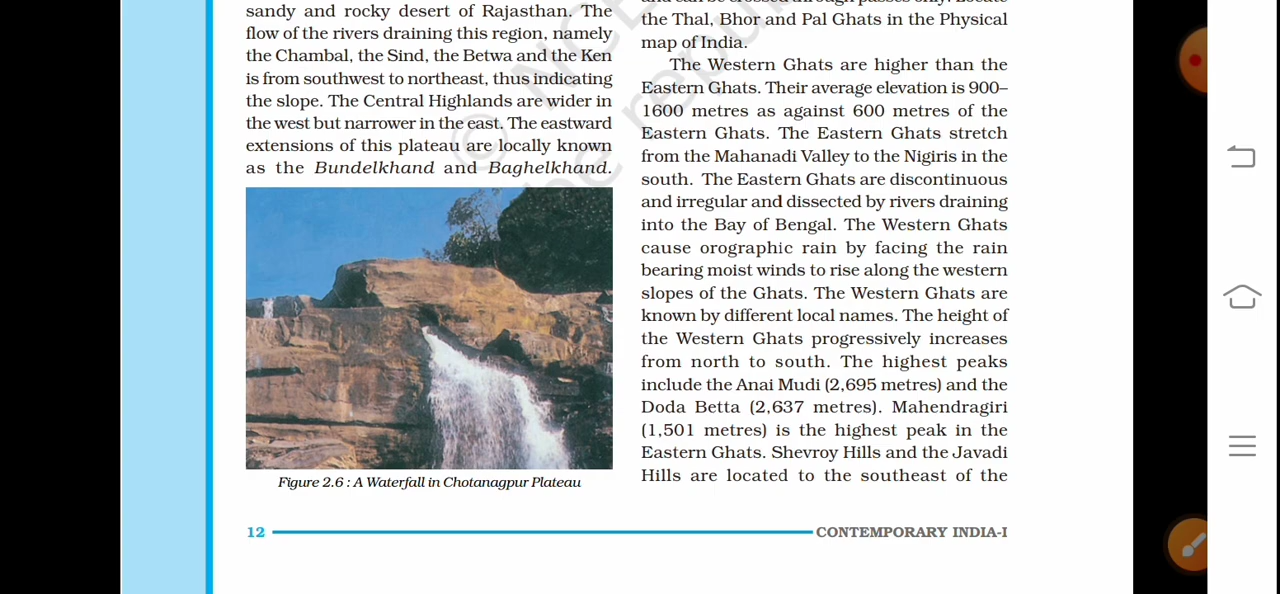 sandy and rocky desert of Rajasthan. The
flow of the rivers draining this region, namely
the Chambal, the Sind, the Betwa and the Ken
is from southwest to northeast, thus indicating
the slope. The Central Highlands are wider in
the west but narrower in the east. The eastward
extensions of this plateau are locally known
as the Bundelkhand and Baghelkhand.
Figure 2.6 : A Waterfall in Chotanagpur Plateau
and can be crossed through passes only. Locate
the Thal, Bhor and Pal Ghats in the Physical
map of India.
The Western Ghats are higher than the
Eastern Ghats. Their average elevation is 900–
1600 metres as against 600 metres of the
Eastern Ghats. The Eastern Ghats stretch
from the Mahanadi Valley to the Nigiris in the
south. The Eastern Ghats are discontinuous
and irregular and dissected by rivers draining
into the Bay of Bengal. The Western Ghats
cause orographic rain by facing the rain
bearing moist winds to rise along the western
slopes of the Ghats. The Western Ghats are
known by different local names. The height of
the Western Ghats progressively increases
from north to south. The highest peaks
include the Anai Mudi (2,695 metres) and the
Doda Betta (2,637 metres). Mahendragiri
(1,501 metres) is the highest peak in the
Eastern Ghats. Shevroy Hills and the Javadi
Hills are located to the southeast of the
12
CONTEMPORARY INDIA-I